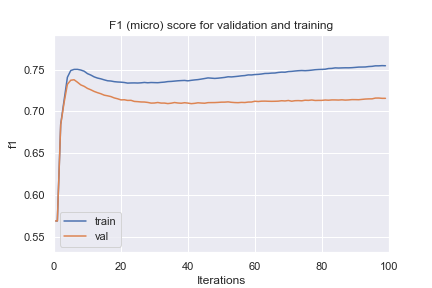 F1 (micro) score for validation and training
f1
0.75
0.70
0.65
0.60
0.55
train
val
0 20 40 60 80 100
Iterations